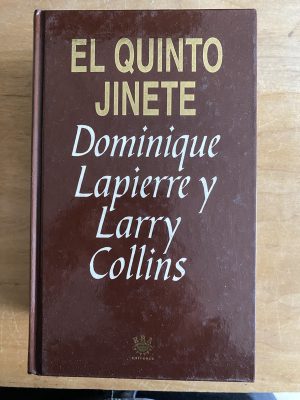 EL QUINTO
JINETE
Dominique
Lapierre y
Larry
Collins